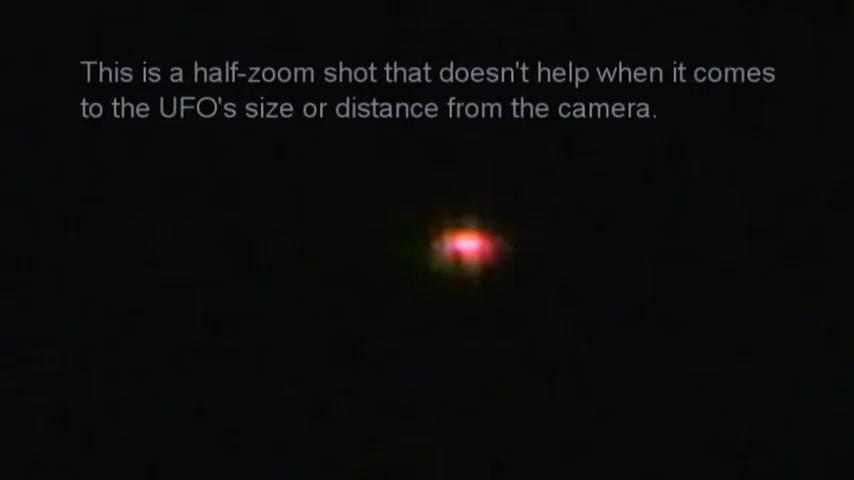 This is a half-zoom shot that doesn't help when it comes
to the UFO's size or distance from the camera.